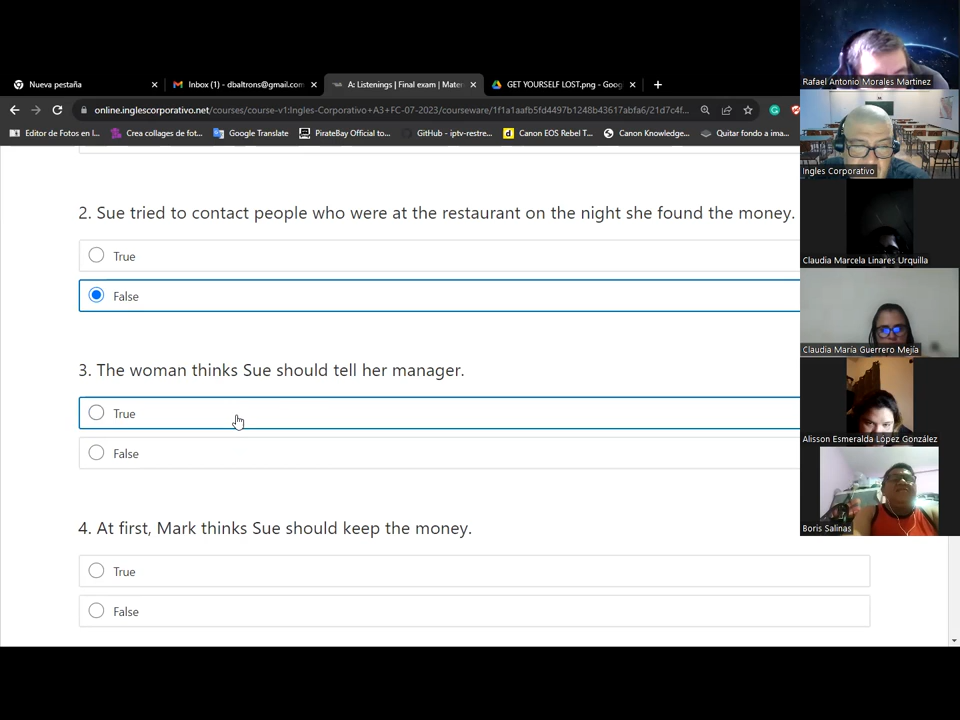 Nueva pestaña
Inbox (1) - dbaltrons@gmail.com
A: Listenings | Final exam | Mater
GET YOURSELF LOST.png - Goog
online.inglescorporativo.net/courses/course-v1:Ingles-Corporativo+A3+FC-07-2023/courseware/1f1a1aafb5fd4497b1248b43617abfb6/21d7c4f...
Editor de Fotos en l...
Crea collages de fot...
Google Translate
PirateBay Official to...
GitHub - iptv-restre...
Canon EOS Rebel T...
Canon Knowledge...
Quitar fondo a ima...
2. Sue tried to contact people who were at the restaurant on the night she found the money.
True
False
3. The woman thinks Sue should tell her manager.
True
False
4. At first, Mark thinks Sue should keep the money.
True
False
Rafael Antonio Morales Martinez
Ingles Corporativo
Claudia Marcela Linares Urquilla
Claudia María Guerrero Mejía
Alisson Esmeralda López González
Boris Salinas